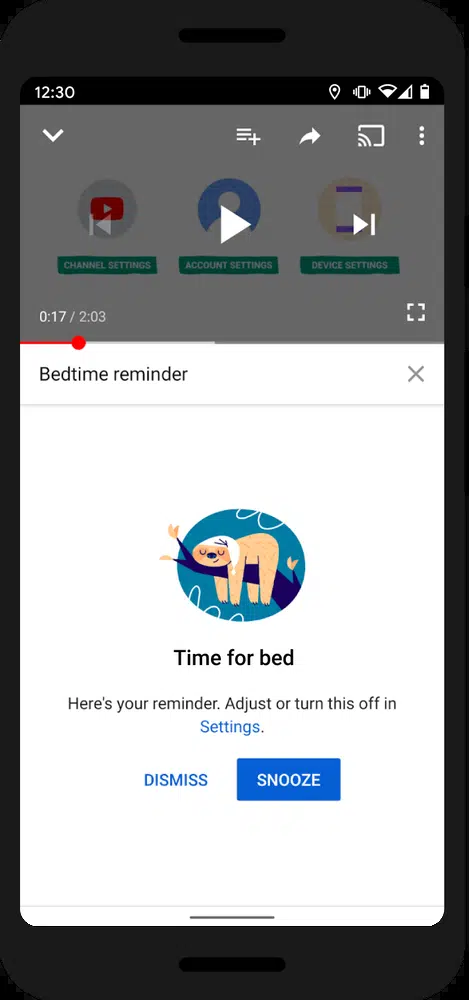 12:30
CHANNEL SETTINGS
ACCOUNT SETTINGS
DEVICE SETTINGS
0:17 / 2:03
Bedtime reminder
Time for bed
Here's your reminder. Adjust or turn this off in
Settings.
DISMISS
SNOOZE